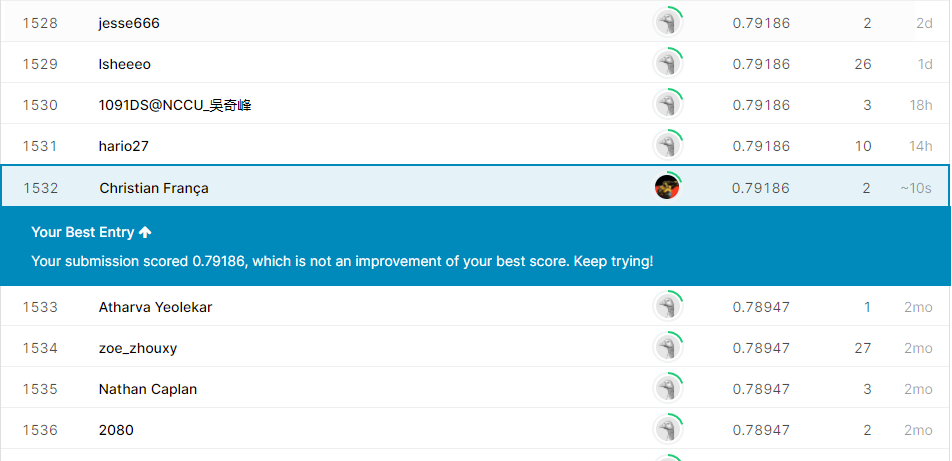 1528 jesse666 0.79186 2 2d
1529 lsheeeo 0.79186 26 1d
1530 1091DS@NCCU_吳奇峰 0.79186 3 18h
1531 hario27 0.79186 10 14h
1532 Christian França 0.79186 2 ~10s
Your Best Entry ↑
Your submission scored 0.79186, which is not an improvement of your best score. Keep trying!
1533 Atharva Yeolekar 0.78947 1 2mo
1534 zoe_zhouxy 0.78947 27 2mo
1535 Nathan Caplan 0.78947 3 2mo
1536 2080 0.78947 2 2mo